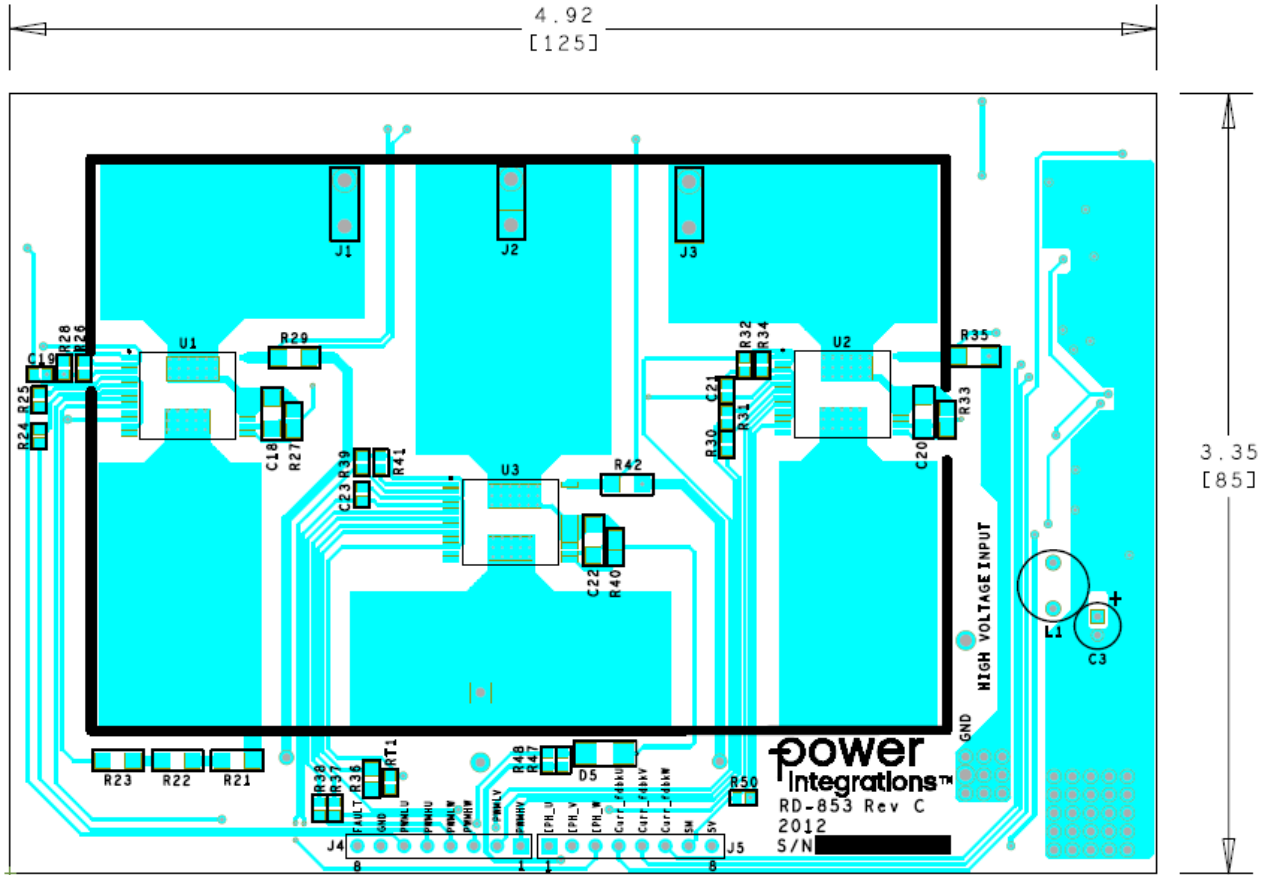 4.92
[125]
J1
J2
J3
R28
R26
C19
R25
R24
U1
R29
C18
R27
R32
R34
U2
R35
C21
R31
R30
C20
R33
3.35
[85]
R39
R41
C23
U3
R42
C22
R40
HIGH VOLTAGE INPUT
GND
L1
+
C3
R23
R22
R21
R38
R37
R36
RT1
R48
R47
D5
R50
power
integrations™
RD-853 Rev C
2012
S/N
FAULT
GND
PWMLU
PWMHU
PWMLW
PWMHW
PWMLV
PWMHV
IPH_U
IPH_V
IPH_W
Curr_fdbkU
Curr_fdbkV
Curr_fdbkW
SM
5V
J4
J5
8
1
1
8